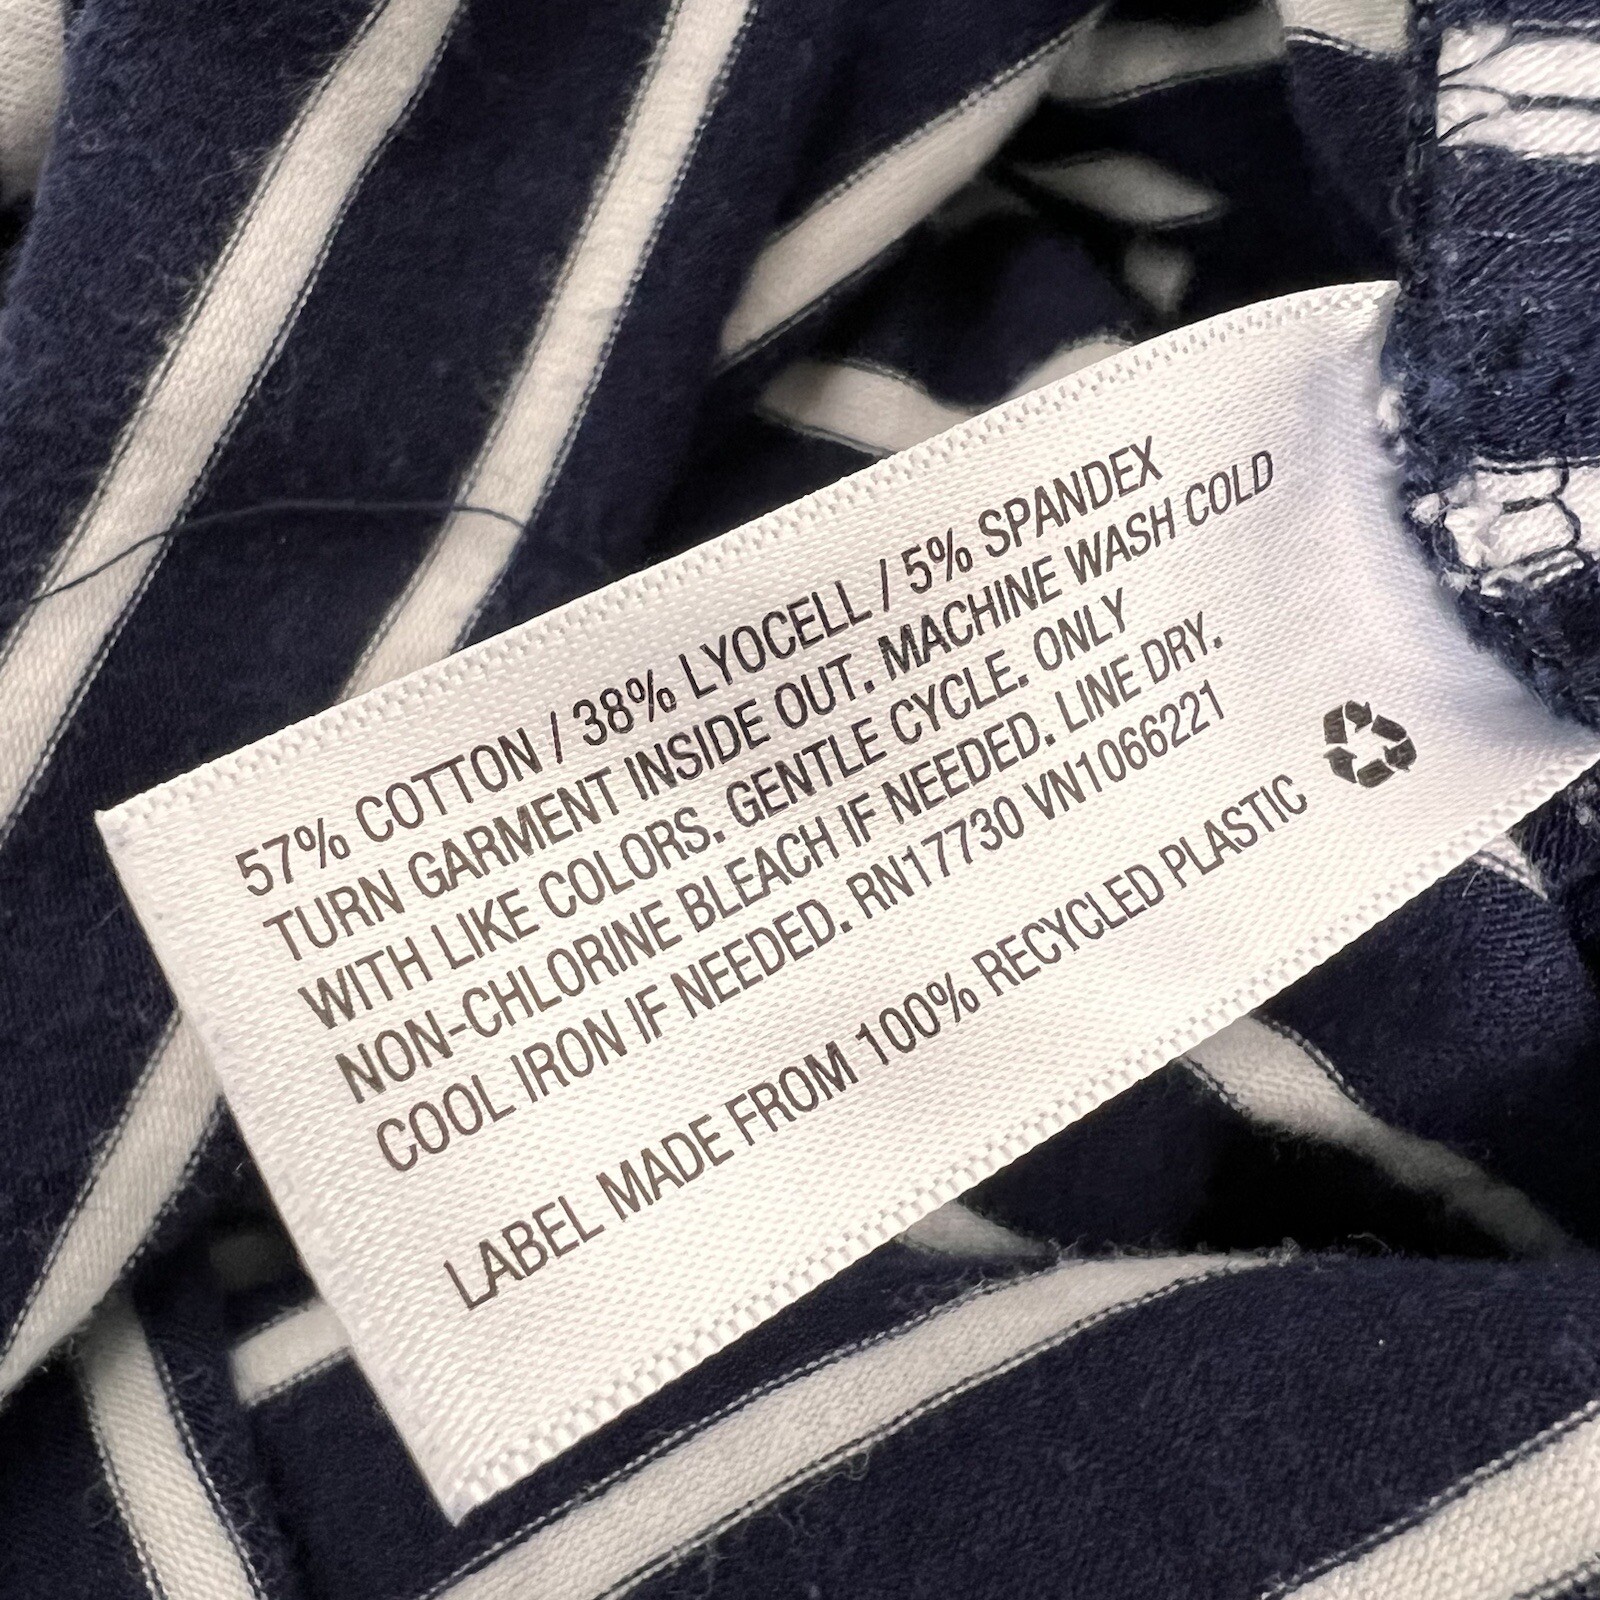 57% COTTON / 38% LYOCELL / 5% SPANDEX
TURN GARMENT INSIDE OUT. MACHINE WASH COLD
WITH LIKE COLORS. GENTLE CYCLE. ONLY
NON-CHLORINE BLEACH IF NEEDED. LINE DRY.
COOL IRON IF NEEDED. RN17730 VN1066221
LABEL MADE FROM 100% RECYCLED PLASTIC